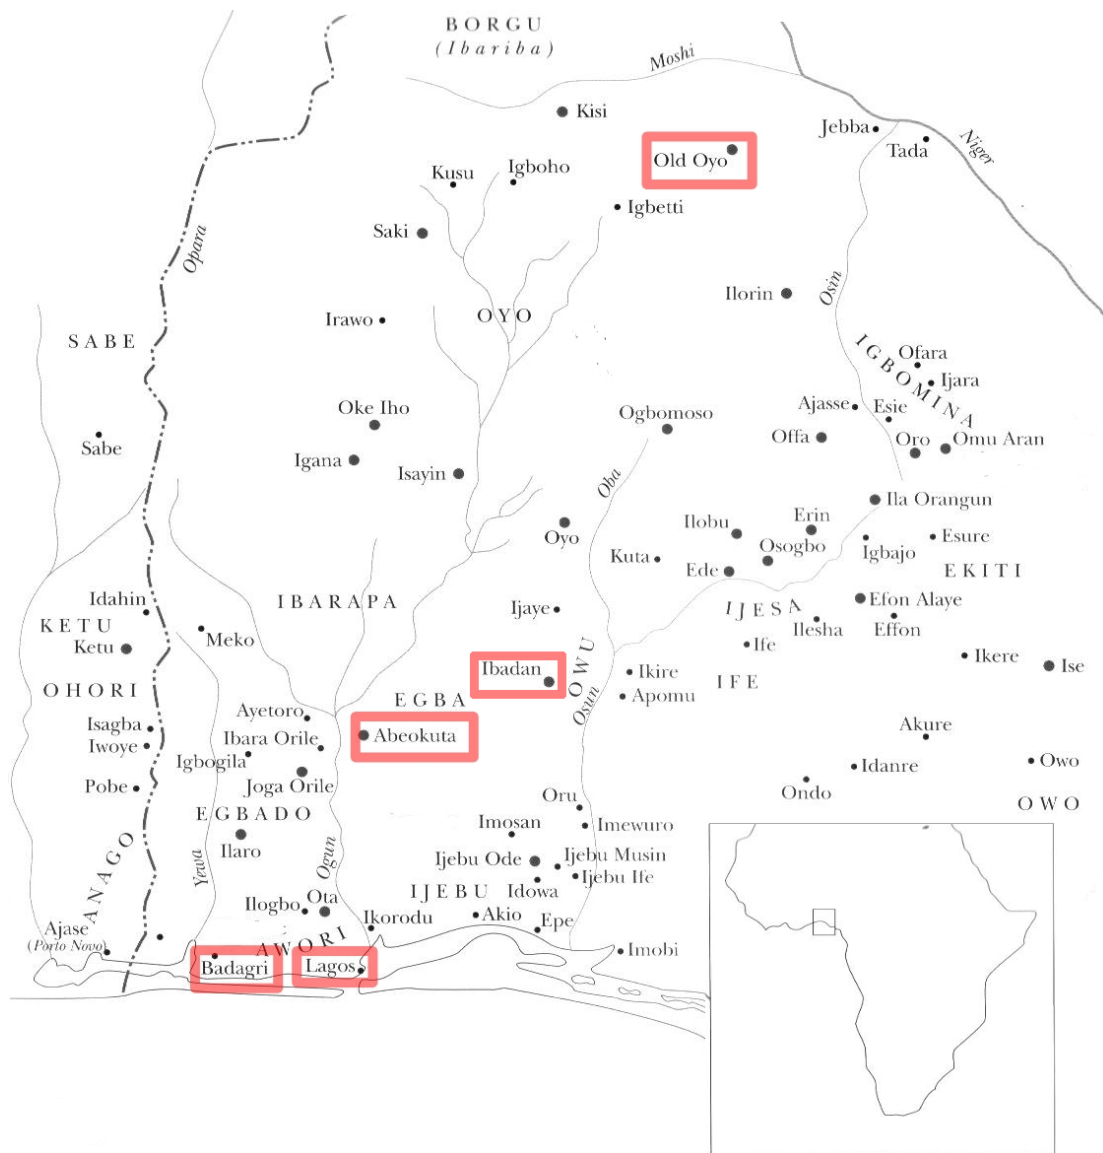 BORGU
(Ibariba)
Moshi
Kisi
Jebba
Tada
Niger
Old Oyo
Kusu
Igboho
Igbetti
Saki
Opara
Ilorin
Osin
Irawo
OYO
SABE
IGBOMINA
Ofara
Ijara
Oke Iho
Ogbomoso
Ajasse
Esie
Sabe
Offa
Oro
Omu Aran
Igana
Isayin
Oba
Ila Orangun
Oyo
Ilobu
Erin
Kuta
Osogbo
Igbajo
Esure
Ede
EKITI
Idahin
IBARAPA
Ijaye
IJESA
Efon Alaye
KETU
Meko
Ilesha
Effon
Ketu
Ife
Ibadan
OWU
Ikire
IFE
Ikere
Ise
OHORI
EGBA
Apomu
Ayetoro
Osun
Isagba
Ibara Orile
Abeokuta
Akure
Iwoye
Igbogila
Idanre
Owo
Pobe
Joga Orile
Ondo
OWO
EGBADO
Oru
Imosan
Imewuro
Ilaro
ANAGO
Yewa
Ogun
Ijebu Ode
Ijebu Musin
Ijebu Ife
IJEBU
Idowa
Ilogbo
Ota
Ikorodu
Akio
Epe
Ajase
(Porto Novo)
AWORI
Imobi
Badagri
Lagos